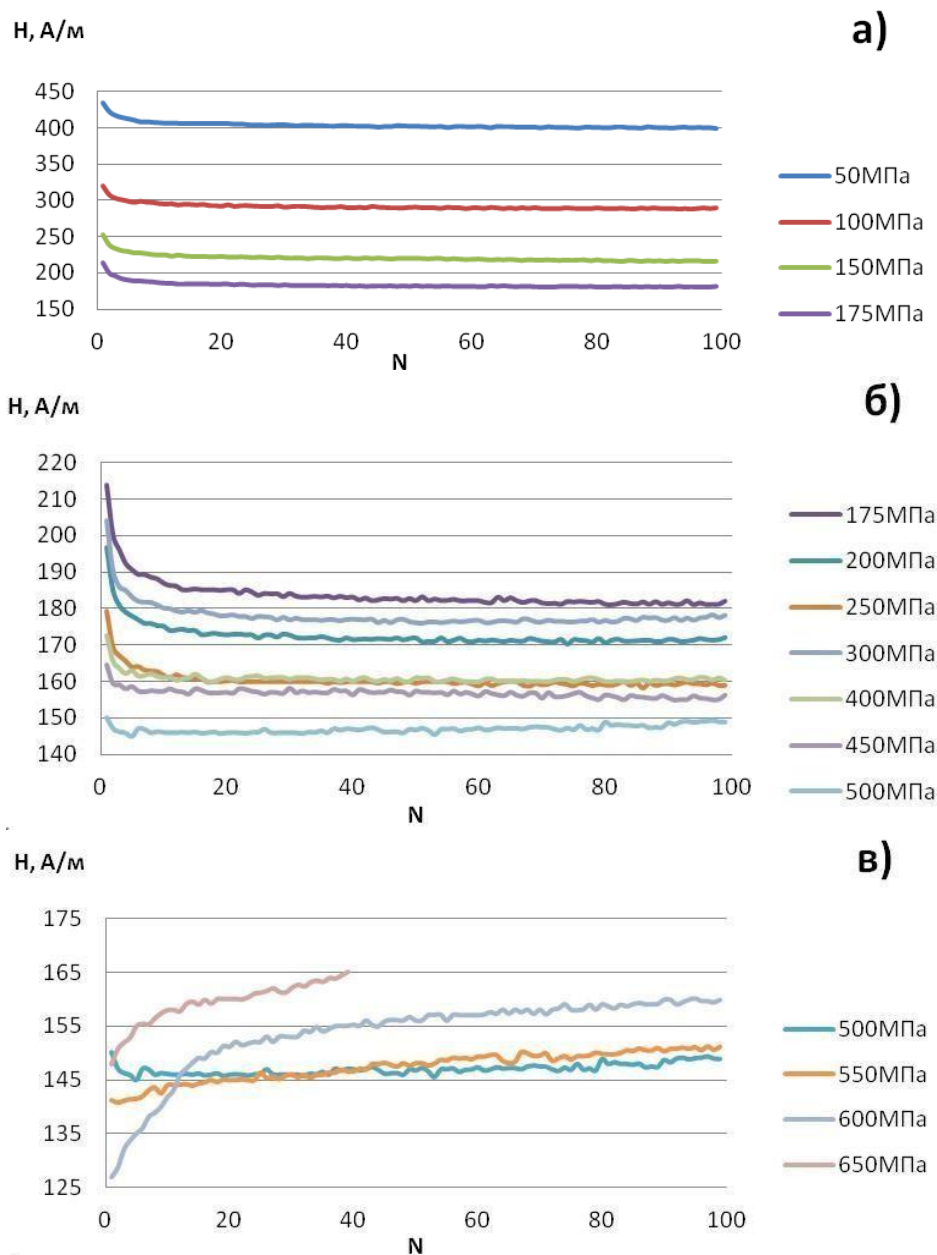 Н, А/м
а)
450
400
350
300
250
200
150
0 20 40 60 80 100
N
50МПа
100МПа
150МПа
175МПа
Н, А/м
б)
220
210
200
190
180
170
160
150
140
0 20 40 60 80 100
N
175МПа
200МПа
250МПа
300МПа
400МПа
450МПа
500МПа
Н, А/м
в)
175
165
155
145
135
125
0 20 40 60 80 100
N
500МПа
550МПа
600МПа
650МПа